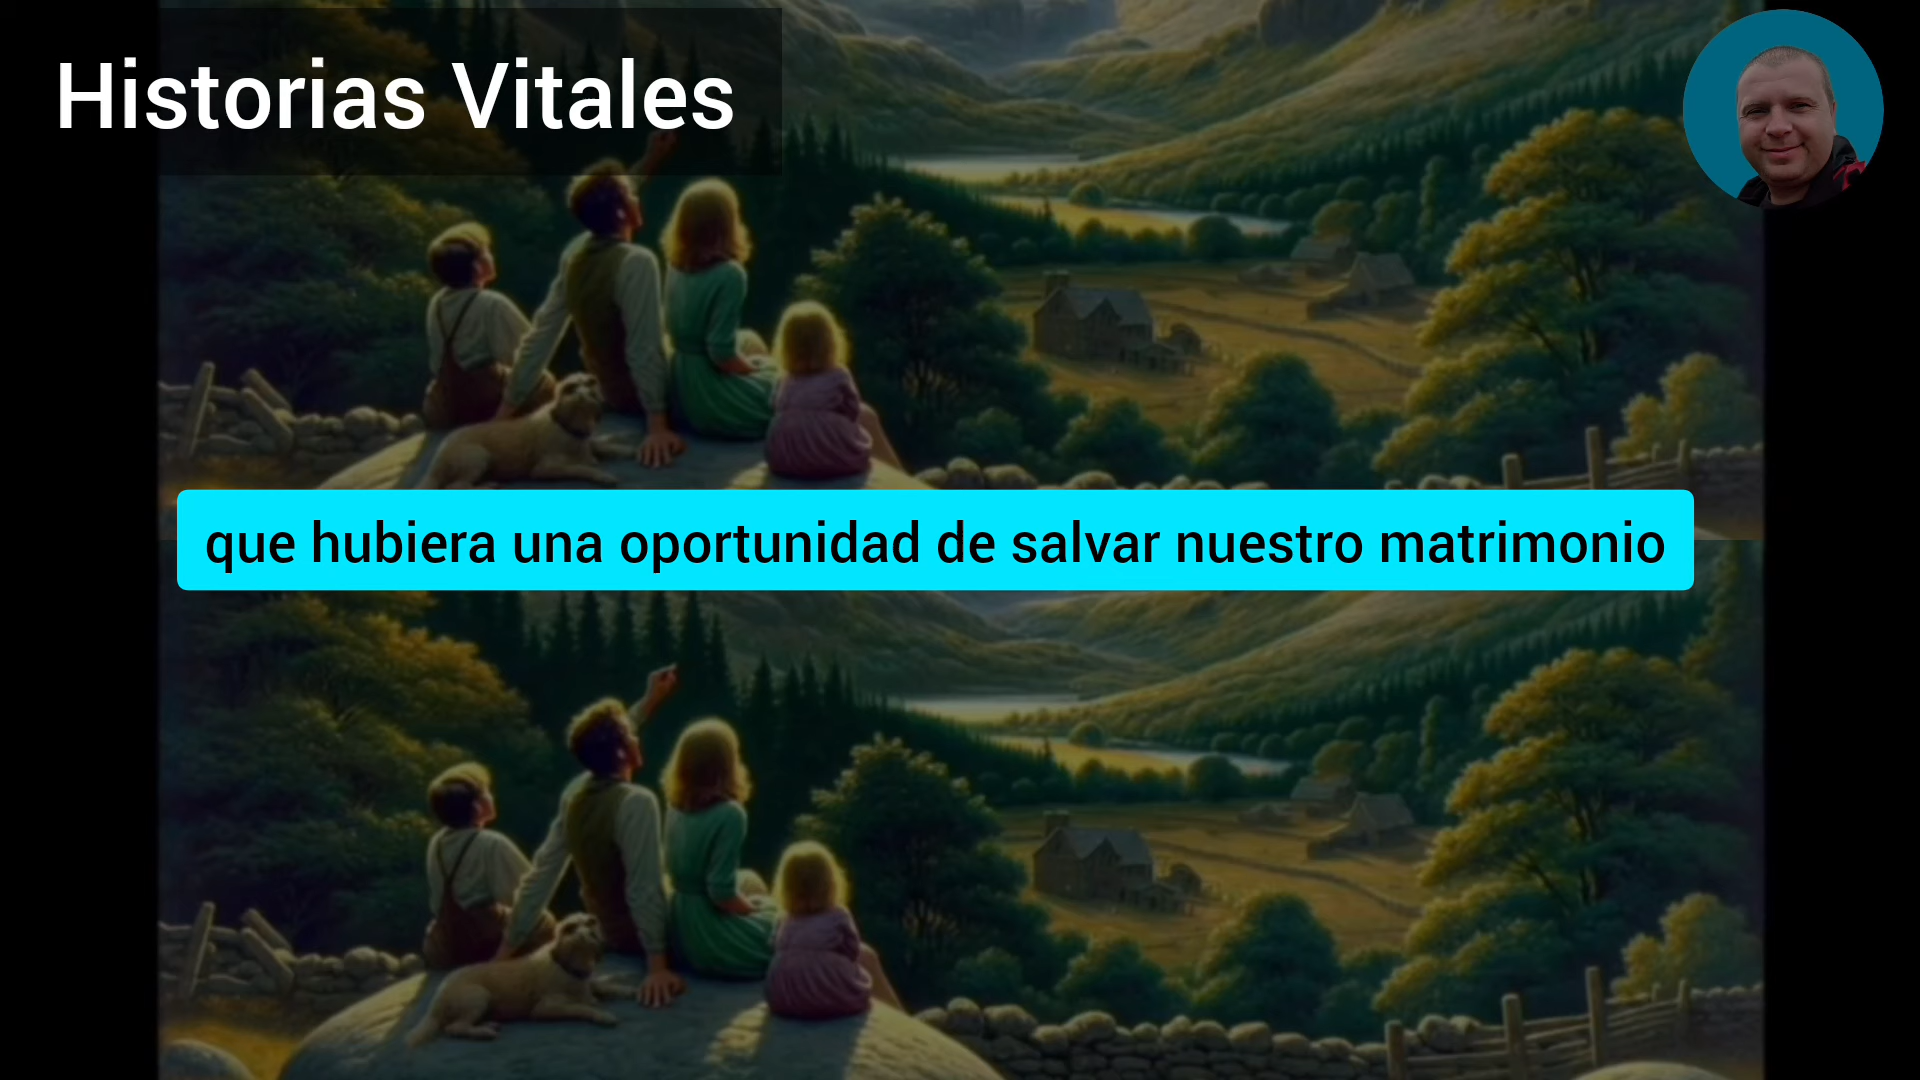 Historias Vitales
que hubiera una oportunidad de salvar nuestro matrimonio